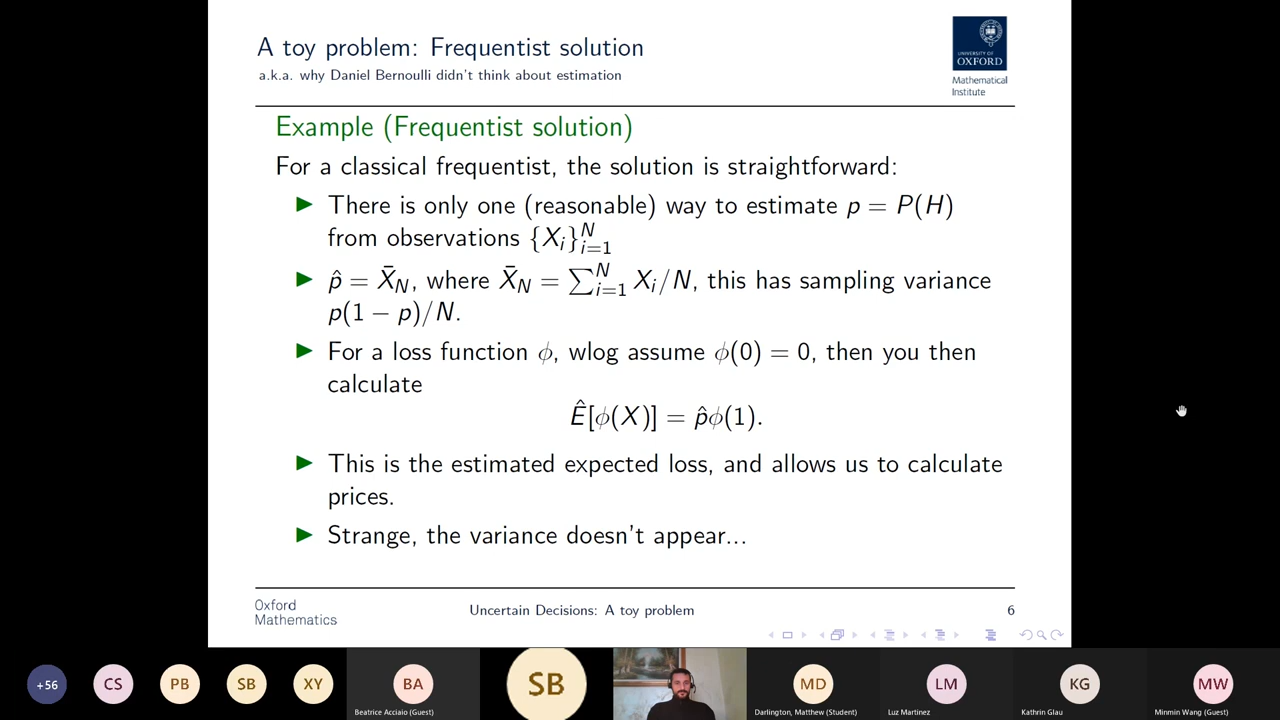 A toy problem: Frequentist solution
a.k.a. why Daniel Bernoulli didn't think about estimation
UNIVERSITY OF
OXFORD
Mathematical
Institute
Example (Frequentist solution)
For a classical frequentist, the solution is straightforward:
▶ There is only one (reasonable) way to estimate p = P(H)
from observations {X_i}_{i=1}^N
▶ p̂ = X̄_N, where X̄_N = ∑_{i=1}^N X_i/N, this has sampling variance
p(1 − p)/N.
▶ For a loss function ϕ, wlog assume ϕ(0) = 0, then you then
calculate
Ê[ϕ(X)] = p̂ϕ(1).
▶ This is the estimated expected loss, and allows us to calculate
prices.
▶ Strange, the variance doesn't appear...
Oxford
Mathematics
Uncertain Decisions: A toy problem
6
+56
CS
PB
SB
XY
BA
Beatrice Acciaio (Guest)
SB
MD
Darlington, Matthew (Student)
LM
Luz Martinez
KG
Kathrin Glau
MW
Minmin Wang (Guest)